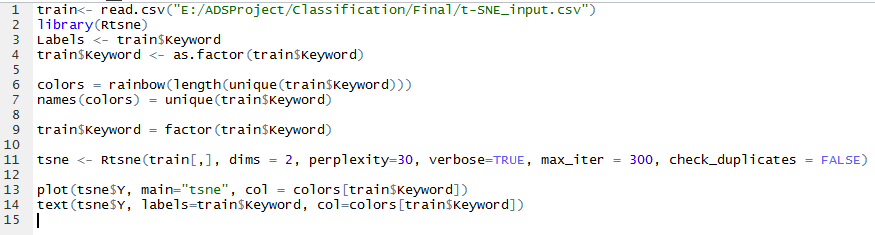 1 train<- read.csv("E:/ADSProject/Classification/Final/t-SNE_input.csv")
2 library(Rtsne)
3 Labels <- train$Keyword
4 train$Keyword <- as.factor(train$Keyword)
5
6 colors = rainbow(length(unique(train$Keyword)))
7 names(colors) = unique(train$Keyword)
8
9 train$Keyword = factor(train$Keyword)
10
11 tsne <- Rtsne(train[,], dims = 2, perplexity=30, verbose=TRUE, max_iter = 300, check_duplicates = FALSE)
12
13 plot(tsne$Y, main="tsne", col = colors[train$Keyword])
14 text(tsne$Y, labels=train$Keyword, col=colors[train$Keyword])
15